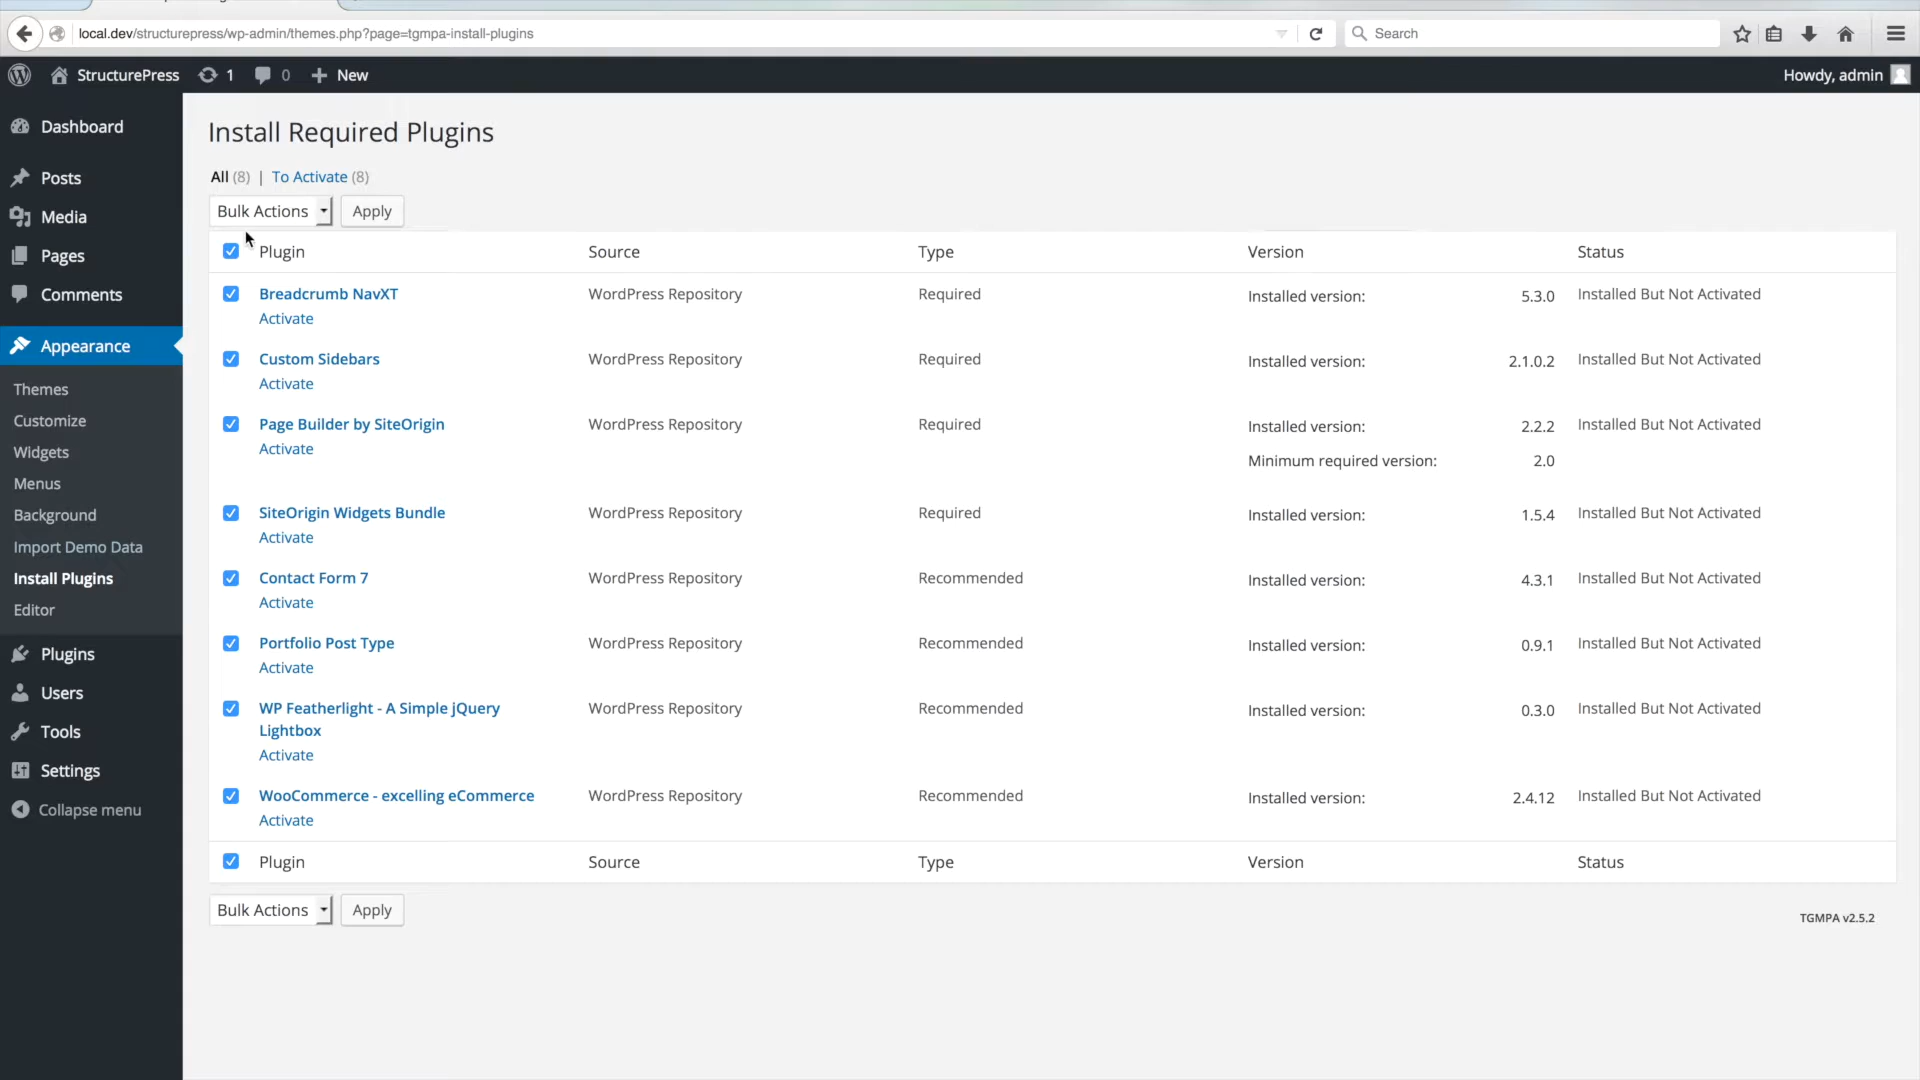 local.dev/structurepress/wp-admin/themes.php?page=tgmpa-install-plugins
Search
StructurePress 1 0 New
Howdy, admin
Dashboard
Posts
Media
Pages
Comments
Appearance
Themes
Customize
Widgets
Menus
Background
Import Demo Data
Install Plugins
Editor
Plugins
Users
Tools
Settings
Collapse menu
Install Required Plugins
All (8) | To Activate (8)
Bulk Actions Apply
Plugin Source Type Version Status
Breadcrumb NavXT WordPress Repository Required Installed version: 5.3.0 Installed But Not Activated
Activate
Custom Sidebars WordPress Repository Required Installed version: 2.1.0.2 Installed But Not Activated
Activate
Page Builder by SiteOrigin WordPress Repository Required Installed version: 2.2.2 Installed But Not Activated
Activate
Minimum required version: 2.0
SiteOrigin Widgets Bundle WordPress Repository Required Installed version: 1.5.4 Installed But Not Activated
Activate
Contact Form 7 WordPress Repository Recommended Installed version: 4.3.1 Installed But Not Activated
Activate
Portfolio Post Type WordPress Repository Recommended Installed version: 0.9.1 Installed But Not Activated
Activate
WP Featherlight - A Simple jQuery WordPress Repository Recommended Installed version: 0.3.0 Installed But Not Activated
Lightbox
Activate
WooCommerce - excelling eCommerce WordPress Repository Recommended Installed version: 2.4.12 Installed But Not Activated
Activate
Plugin Source Type Version Status
Bulk Actions Apply
TGMPA v2.5.2